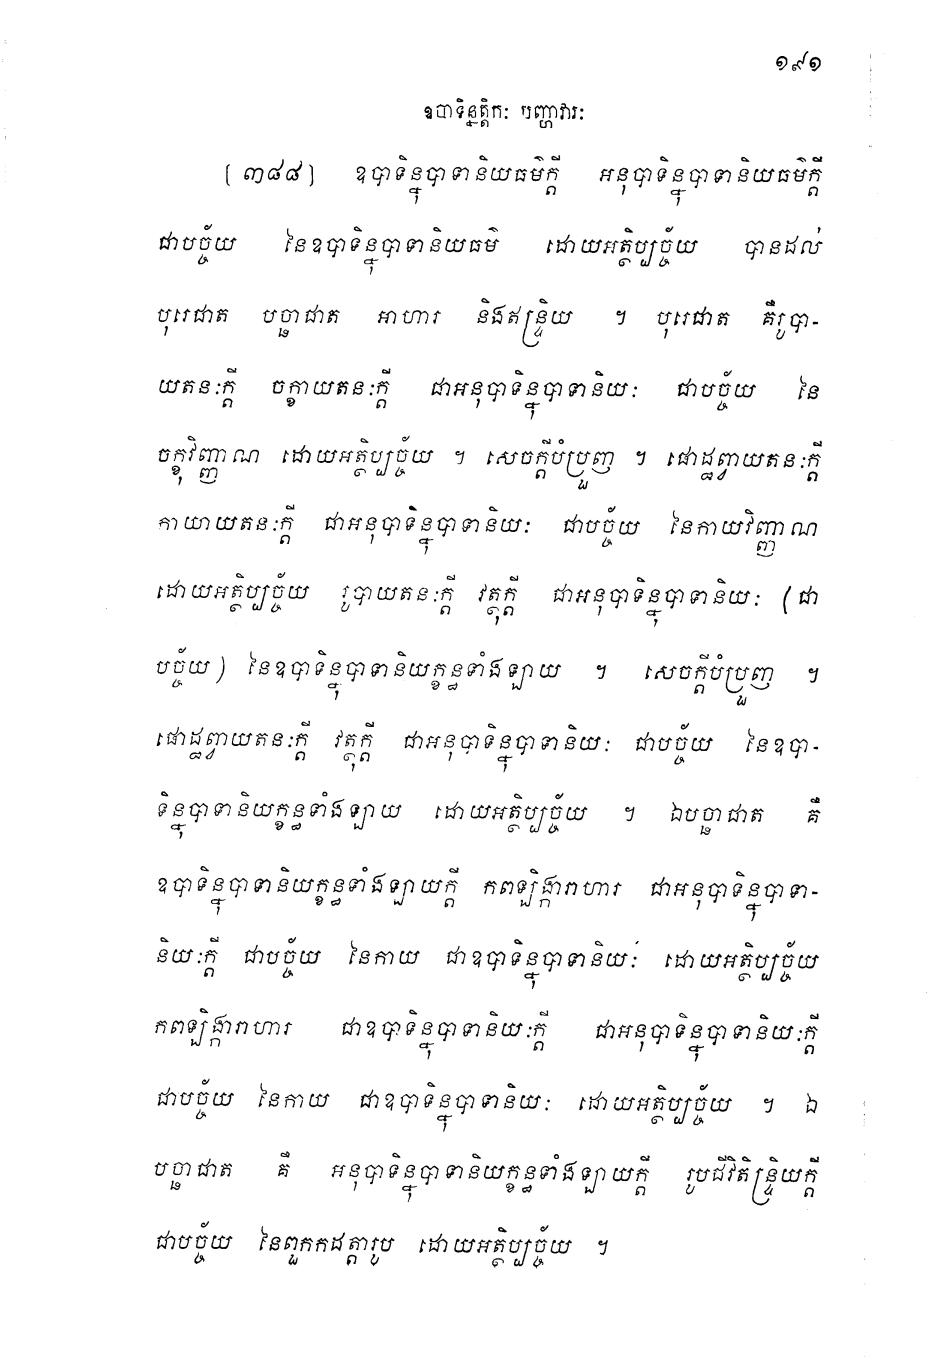 ១៩១
ឧបាទិន្នត្តិកៈ បញ្ហាវារៈ
[ ៣៨៨ ] ឧបាទិន្នុបាទានិយធម៌ក្តី អនុបាទិន្នុបាទានិយធម៌ក្តី
ជាបច្ច័យ នៃឧបាទិន្នុបាទានិយធម៌ ដោយអត្ថិប្បច្ច័យ បានដល់
បុរេជាត បច្ឆាជាត អាហារ និងឥន្ទ្រិយ ។ បុរេជាត គឺរូបា-
យតនៈក្តី ចក្ខាយតនៈក្តី ជាអនុបាទិន្នុបាទានិយៈ ជាបច្ច័យ នៃ
ចក្ខុវិញ្ញាណ ដោយអត្ថិប្បច្ច័យ ។ សេចក្តីបំប្រួញ ។ ផោដ្ឋព្វាយតនៈក្តី
កាយាយតនៈក្តី ជាអនុបាទិន្នុបាទានិយៈ ជាបច្ច័យ នៃកាយវិញ្ញាណ
ដោយអត្ថិប្បច្ច័យ រូបាយតនៈក្តី វត្ថុក្តី ជាអនុបាទិន្នុបាទានិយៈ (ជា
បច្ច័យ) នៃឧបាទិន្នុបាទានិយក្ខន្ធទាំងឡាយ ។ សេចក្តីបំប្រួញ ។
ផោដ្ឋព្វាយតនៈក្តី វត្ថុក្តី ជាអនុបាទិន្នុបាទានិយៈ ជាបច្ច័យ នៃឧបា-
ទិន្នុបាទានិយក្ខន្ធទាំងឡាយ ដោយអត្ថិប្បច្ច័យ ។ ឯបច្ឆាជាត គឺ
ឧបាទិន្នុបាទានិយក្ខន្ធទាំងឡាយក្តី កពឡិង្ការាហារ ជាអនុបាទិន្នុបាទា-
និយៈក្តី ជាបច្ច័យ នៃកាយ ជាឧបាទិន្នុបាទានិយៈ ដោយអត្ថិប្បច្ច័យ
កពឡិង្ការាហារ ជាឧបាទិន្នុបាទានិយៈក្តី ជាអនុបាទិន្នុបាទានិយៈក្តី
ជាបច្ច័យ នៃកាយ ជាឧបាទិន្នុបាទានិយៈ ដោយអត្ថិប្បច្ច័យ ។ ឯ
បច្ឆាជាត គឺ អនុបាទិន្នុបាទានិយក្ខន្ធទាំងឡាយក្តី រូបជីវិតិន្ទ្រិយក្តី
ជាបច្ច័យ នៃពួកកដត្តារូប ដោយអត្ថិប្បច្ច័យ ។